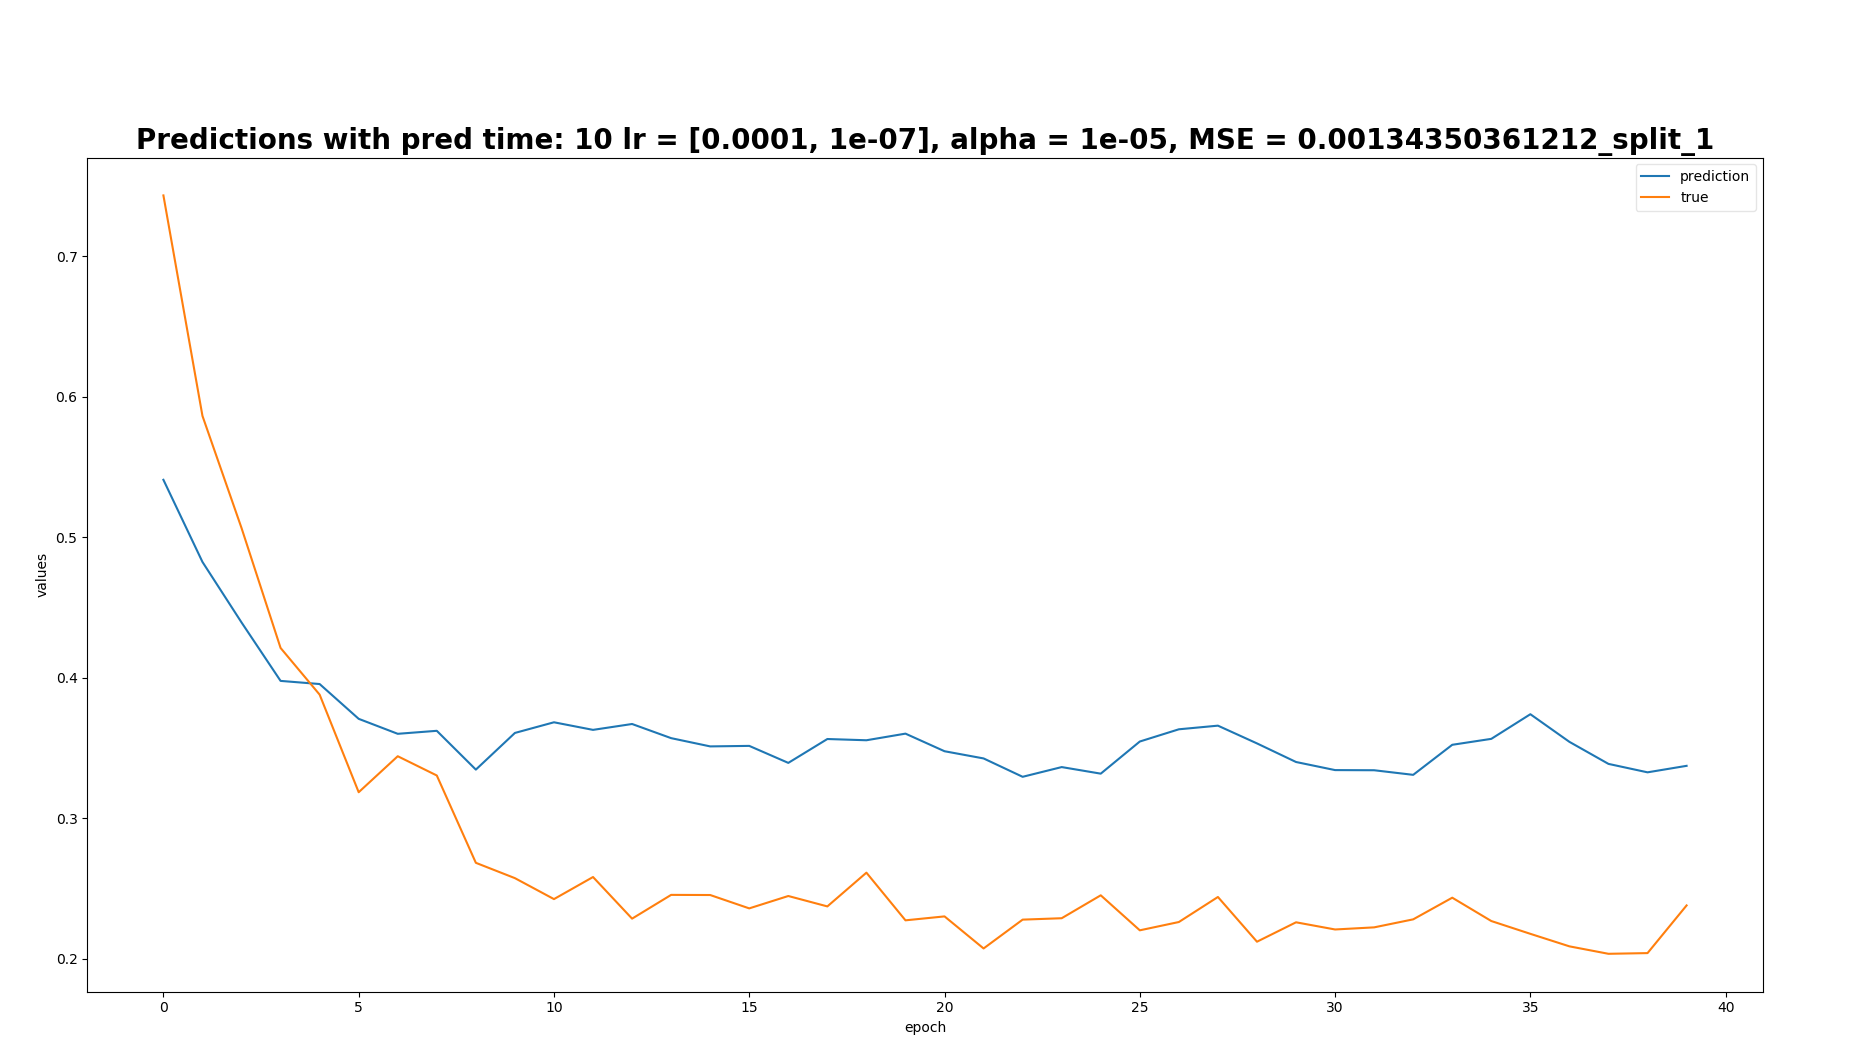 Predictions with pred time: 10 lr = [0.0001, 1e-07], alpha = 1e-05, MSE = 0.00134350361212_split_1
prediction
true
values
0.7
0.6
0.5
0.4
0.3
0.2
0 5 10 15 20 25 30 35 40
epoch